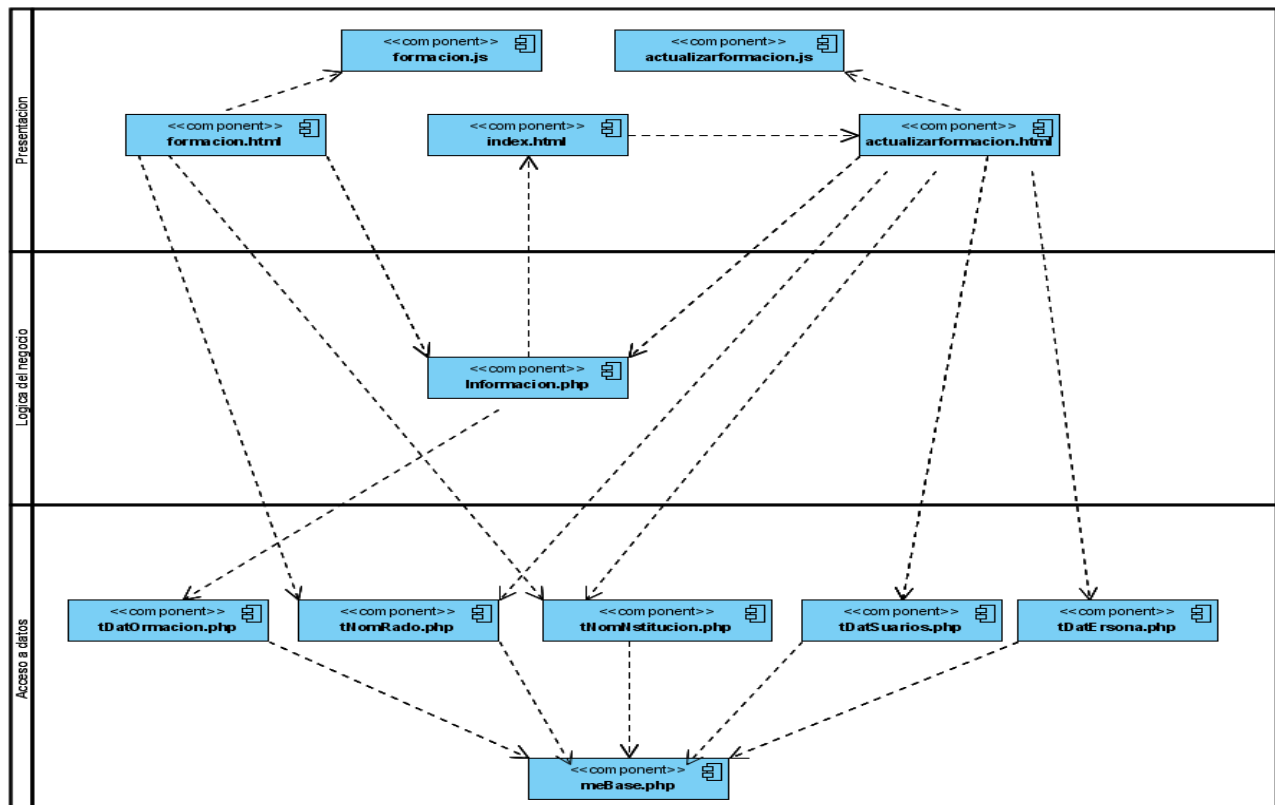 Presentacion
<<component>>
formacion.js
<<component>>
actualizarformacion.js
<<component>>
formacion.html
<<component>>
index.html
<<component>>
actualizarformacion.html
Logica del negocio
<<component>>
Informacion.php
Acceso a datos
<<component>>
tDatOrmacion.php
<<component>>
tNomRado.php
<<component>>
tNomNstitucion.php
<<component>>
tDatSuarios.php
<<component>>
tDatErsona.php
<<component>>
meBase.php